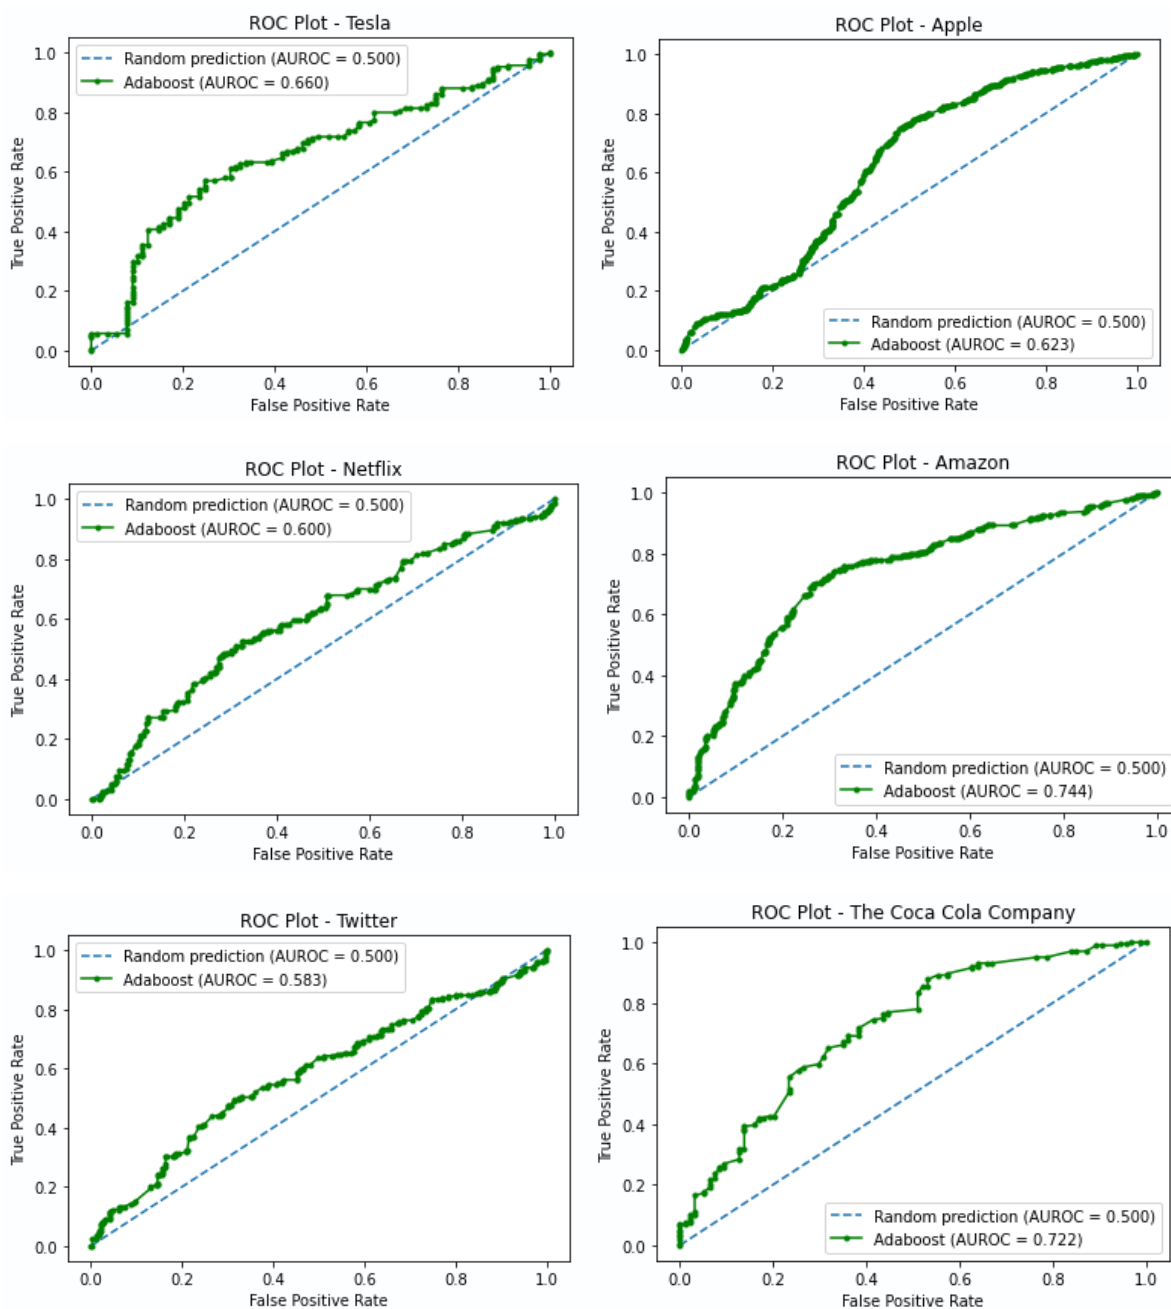 ROC Plot - Tesla
Random prediction (AUROC = 0.500)
Adaboost (AUROC = 0.660)
True Positive Rate
1.0
0.8
0.6
0.4
0.2
0.0
0.0 0.2 0.4 0.6 0.8 1.0
False Positive Rate
ROC Plot - Apple
True Positive Rate
1.0
0.8
0.6
0.4
0.2
0.0
Random prediction (AUROC = 0.500)
Adaboost (AUROC = 0.623)
0.0 0.2 0.4 0.6 0.8 1.0
False Positive Rate
ROC Plot - Netflix
Random prediction (AUROC = 0.500)
Adaboost (AUROC = 0.600)
True Positive Rate
1.0
0.8
0.6
0.4
0.2
0.0
0.0 0.2 0.4 0.6 0.8 1.0
False Positive Rate
ROC Plot - Amazon
True Positive Rate
1.0
0.8
0.6
0.4
0.2
0.0
Random prediction (AUROC = 0.500)
Adaboost (AUROC = 0.744)
0.0 0.2 0.4 0.6 0.8 1.0
False Positive Rate
ROC Plot - Twitter
Random prediction (AUROC = 0.500)
Adaboost (AUROC = 0.583)
True Positive Rate
1.0
0.8
0.6
0.4
0.2
0.0
0.0 0.2 0.4 0.6 0.8 1.0
False Positive Rate
ROC Plot - The Coca Cola Company
True Positive Rate
1.0
0.8
0.6
0.4
0.2
0.0
Random prediction (AUROC = 0.500)
Adaboost (AUROC = 0.722)
0.0 0.2 0.4 0.6 0.8 1.0
False Positive Rate